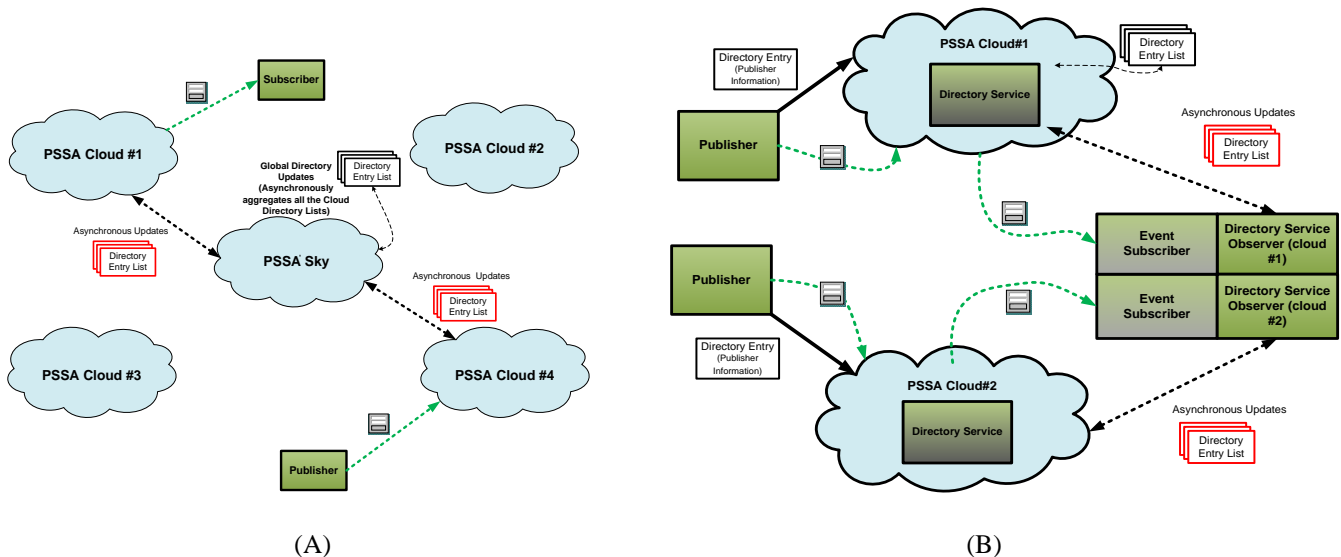 Subscriber
PSSA Cloud #1
PSSA Cloud #2
Global Directory
Updates
(Asynchronously
aggregates all the Cloud
Directory Lists)
Directory
Entry List
Asynchronous Updates
Directory
Entry List
PSSA Sky
Asynchronous Updates
Directory
Entry List
PSSA Cloud #3
PSSA Cloud #4
Publisher
(A)
PSSA Cloud#1
Directory Entry
(Publisher
Information)
Directory
Entry List
Directory Service
Publisher
Asynchronous Updates
Directory
Entry List
Event
Subscriber
Directory Service
Observer (cloud
#1)
Publisher
Event
Subscriber
Directory Service
Observer (cloud
#2)
Directory Entry
(Publisher
Information)
PSSA Cloud#2
Directory Service
Asynchronous Updates
Directory
Entry List
(B)